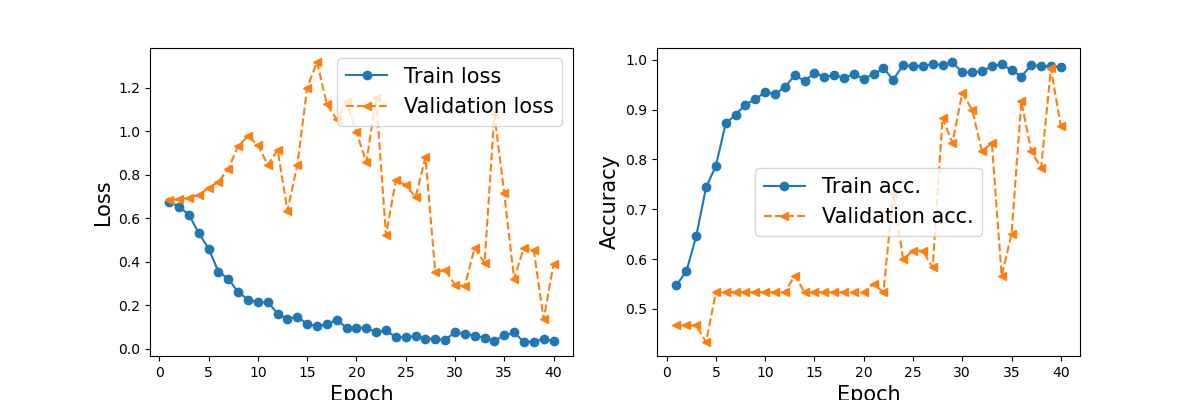 Train loss
Validation loss
Loss
1.2
1.0
0.8
0.6
0.4
0.2
0.0
0 5 10 15 20 25 30 35 40
Epoch
Train acc.
Validation acc.
Accuracy
1.0
0.9
0.8
0.7
0.6
0.5
0 5 10 15 20 25 30 35 40
Epoch